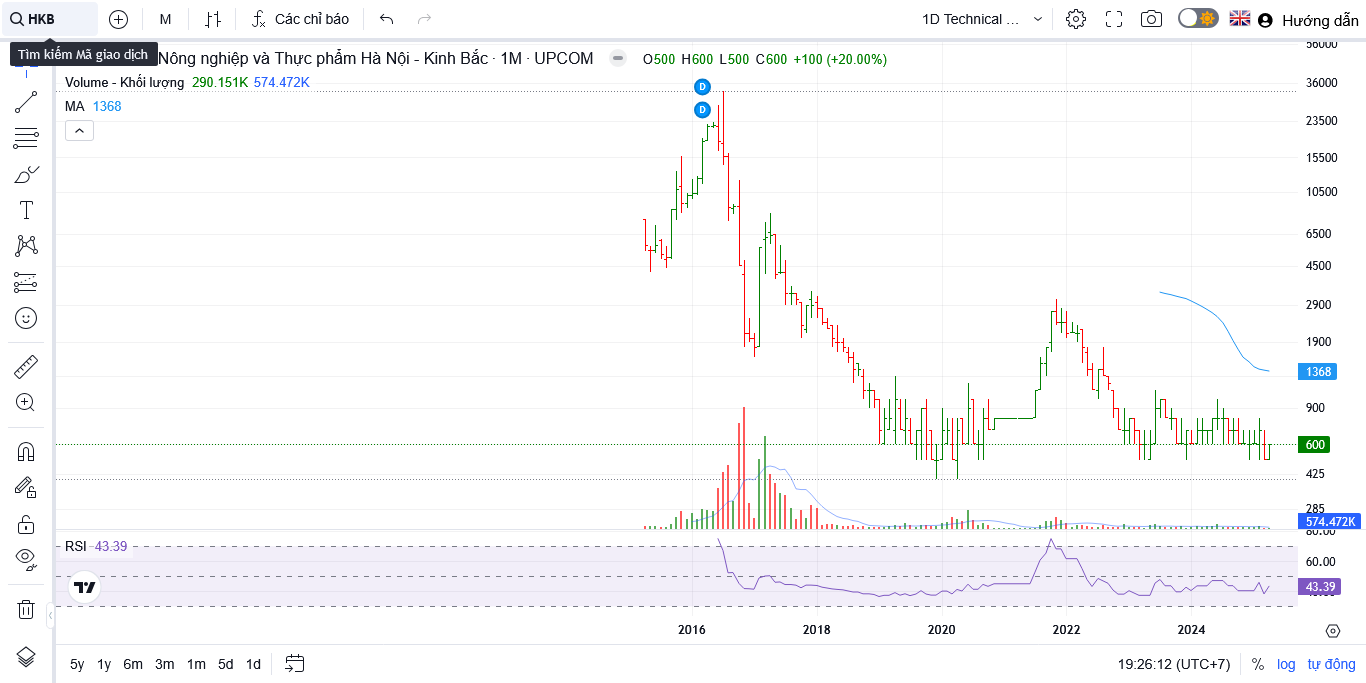 HKB
M
Các chỉ báo
1D Technical ...
Hướng dẫn
Tìm kiếm Mã giao dịch
Nông nghiệp và Thực phẩm Hà Nội - Kinh Bắc · 1M · UPCOM
O500 H600 L500 C600 +100 (+20.00%)
Volume - Khối lượng 290.151K 574.472K
MA 1368
D
D
56000
36000
23500
15500
10500
6500
4500
2900
1900
1368
900
600
425
285
574.472K
80.00
RSI 43.39
60.00
43.39
2016 2018 2020 2022 2024
5y 1y 6m 3m 1m 5d 1d
19:26:12 (UTC+7) % log tự động